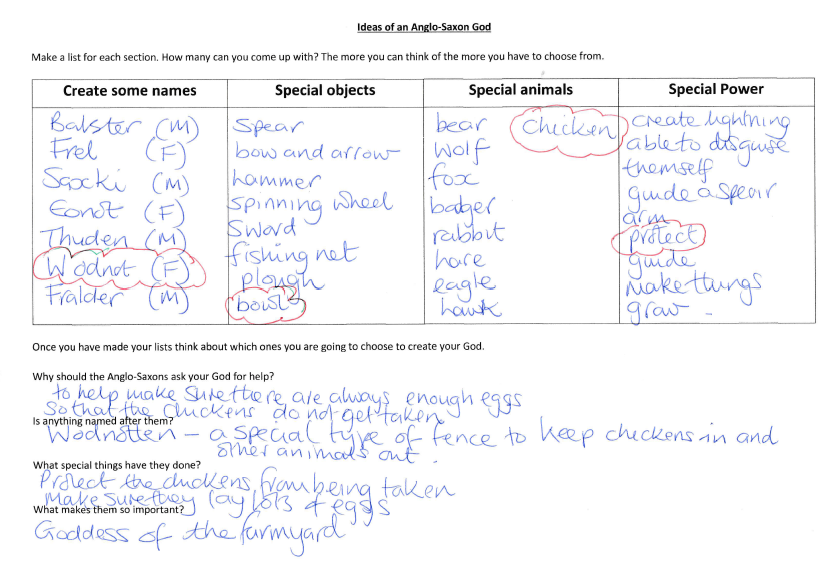 Ideas of an Anglo-Saxon God
Make a list for each section. How many can you come up with? The more you can think of the more you have to choose from.
Create some names
Balster (M)
Frel (F)
Saxcki (M)
Eondt (F)
Thuden (M)
Wodnot (F)
Fralder (M)
Special objects
Spear
bow and arrow
hammer
spinning wheel
Sword
fishing net
plough
bowl
Special animals
bear
Chicken
Wolf
fox
badger
rabbit
hare
eagle
hawk
Special Power
create lightning
able to disguise
themself
guide a spear
arm
protect
guide
make things
grow
Once you have made your lists think about which ones you are going to choose to create your God.
Why should the Anglo-Saxons ask your God for help?
to help make sure there are always enough eggs
So that the chickens do not get taken
Is anything named after them?
Wodnotten – a special type of fence to keep chickens in and
other animals out.
What special things have they done?
Protect the chickens from being taken
Make sure they lay lots of eggs
What makes them so important?
Goddess of the farmyard